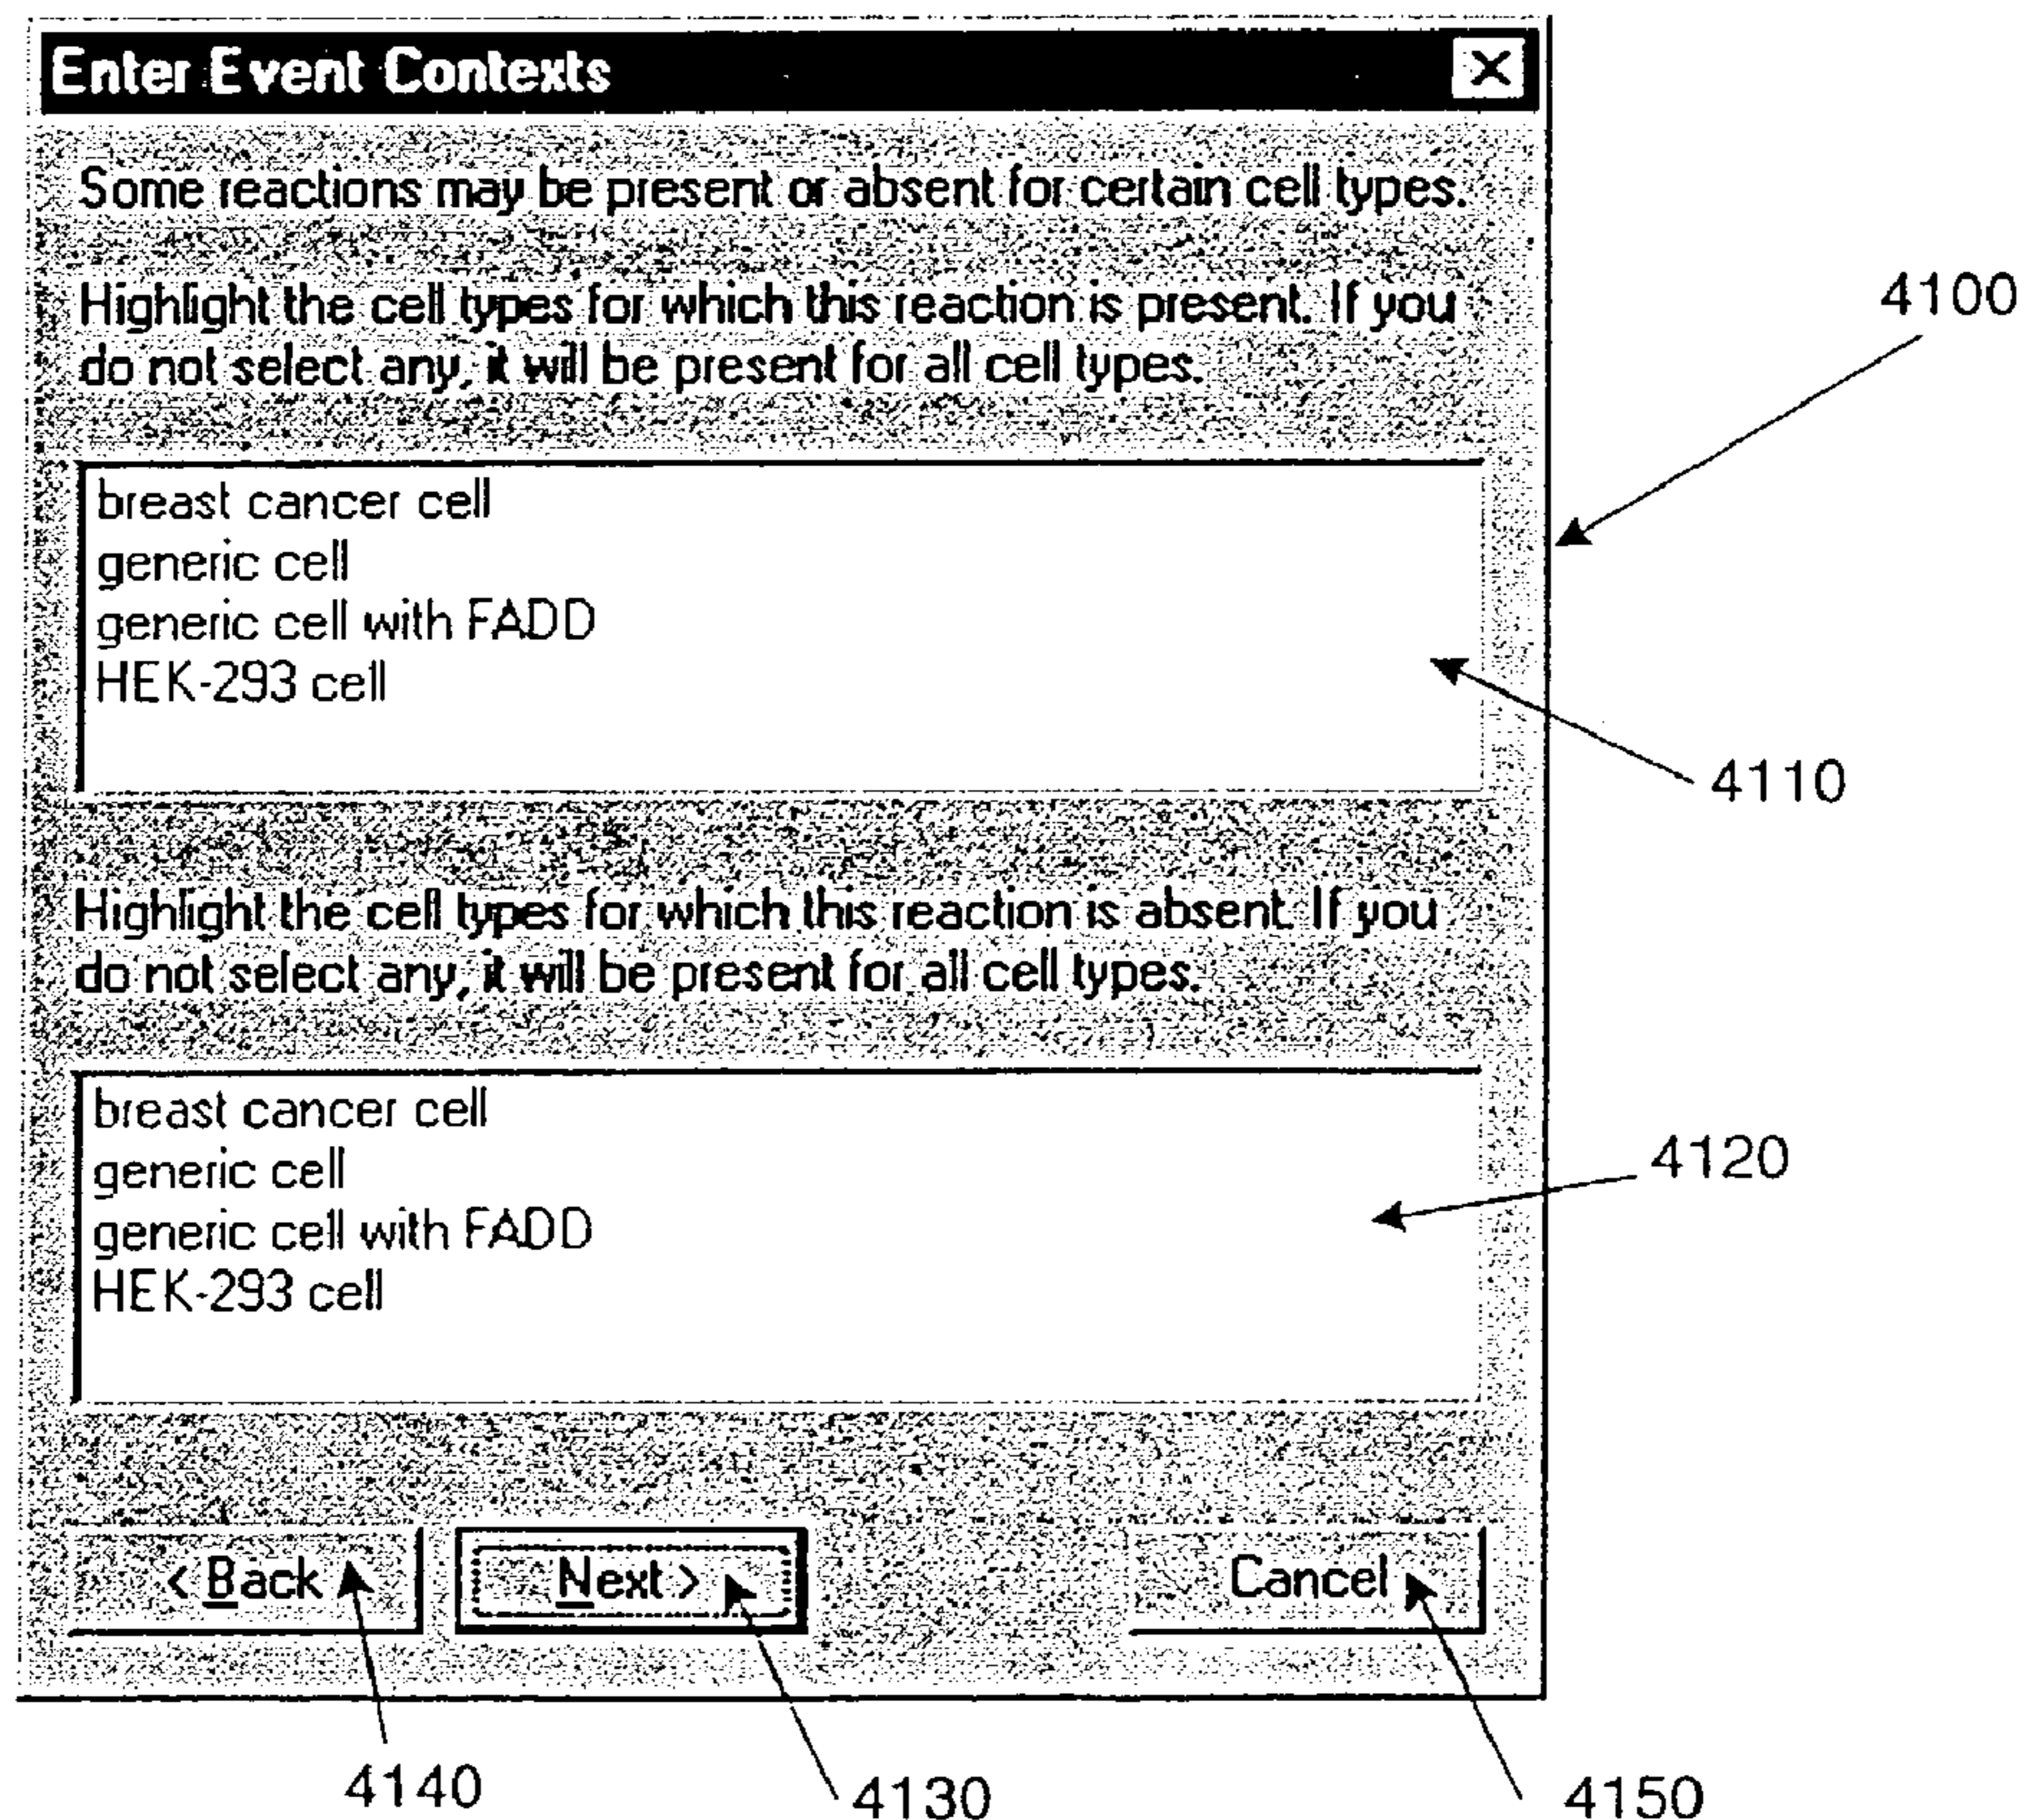 Enter Event Contexts
Some reactions may be present or absent for certain cell types.
Highlight the cell types for which this reaction is present. If you
do not select any, it will be present for all cell types.
4100
breast cancer cell
generic cell
generic cell with FADD
HEK-293 cell
4110
Highlight the cell types for which this reaction is absent. If you
do not select any, it will be present for all cell types.
breast cancer cell
generic cell
generic cell with FADD
HEK-293 cell
4120
< Back
Next >
Cancel
4140
4130
4150